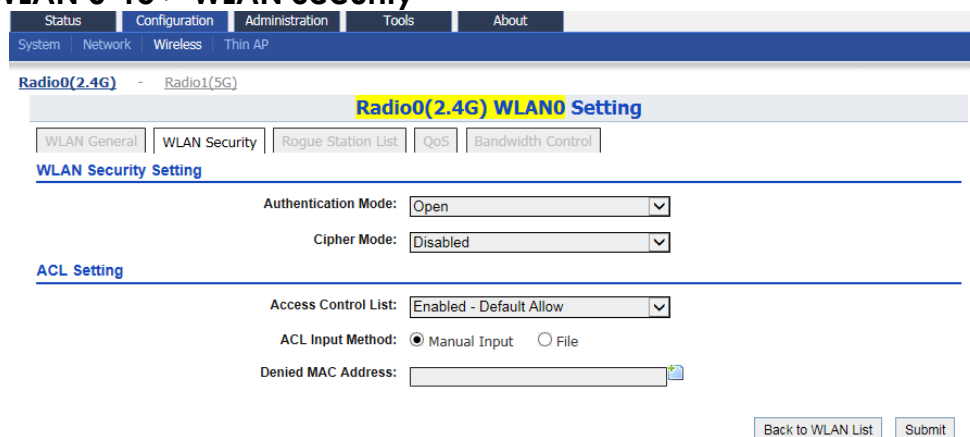 Status Configuration Administration Tools About
System Network Wireless Thin AP
Radio0(2.4G) - Radio1(5G)
Radio0(2.4G) WLAN0 Setting
WLAN General WLAN Security Rogue Station List QoS Bandwidth Control
WLAN Security Setting
Authentication Mode: Open
Cipher Mode: Disabled
ACL Setting
Access Control List: Enabled - Default Allow
ACL Input Method: Manual Input File
Denied MAC Address:
Back to WLAN List Submit